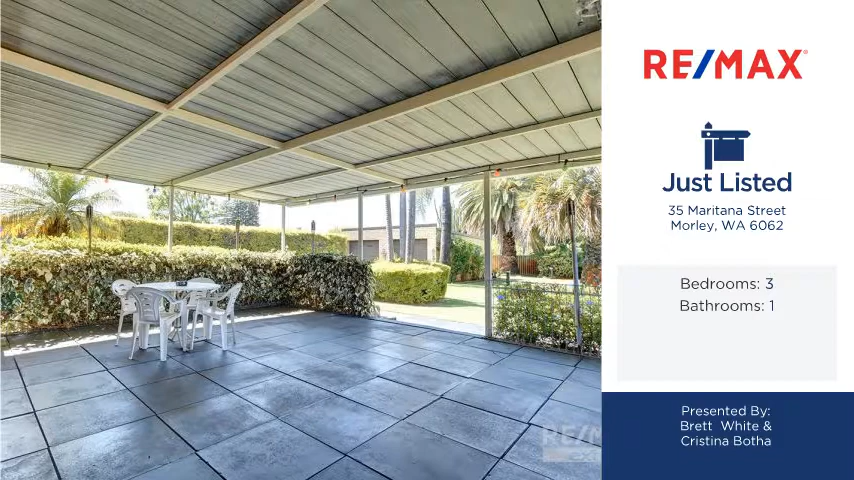 RE/MAX
Just Listed
35 Maritana Street
Morley, WA 6062
Bedrooms: 3
Bathrooms: 1
Presented By:
Brett White &
Cristina Botha
RE/M